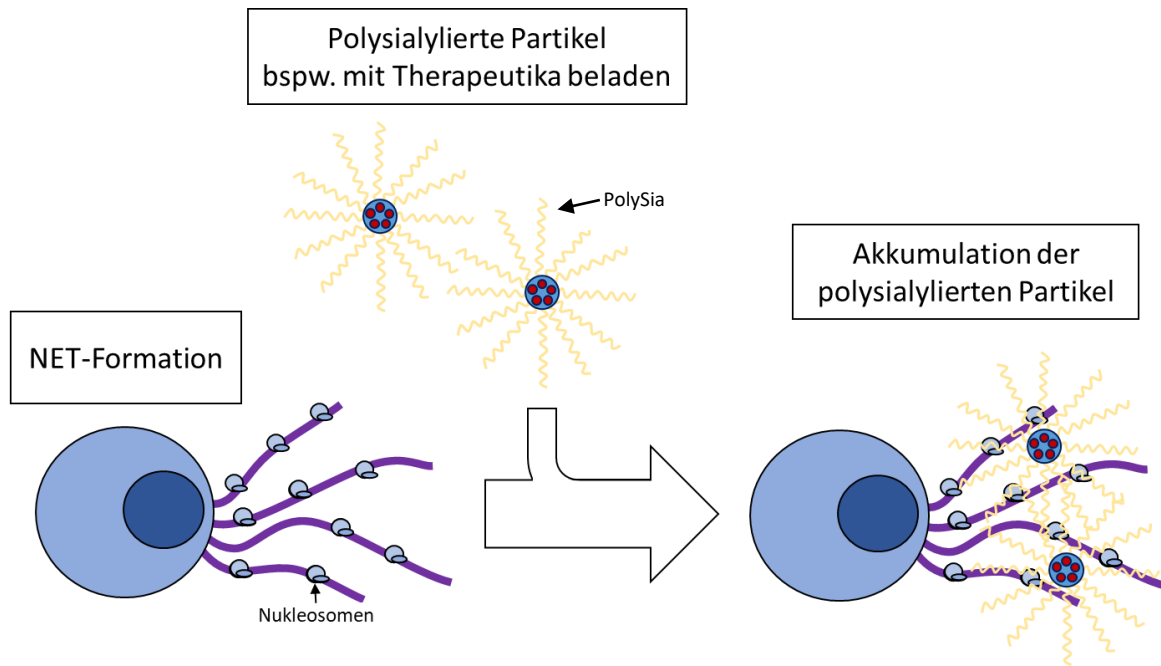 Polysialylierte Partikel
bspw. mit Therapeutika beladen
PolySia
Akkumulation der
polysialylierten Partikel
NET-Formation
Nukleosomen